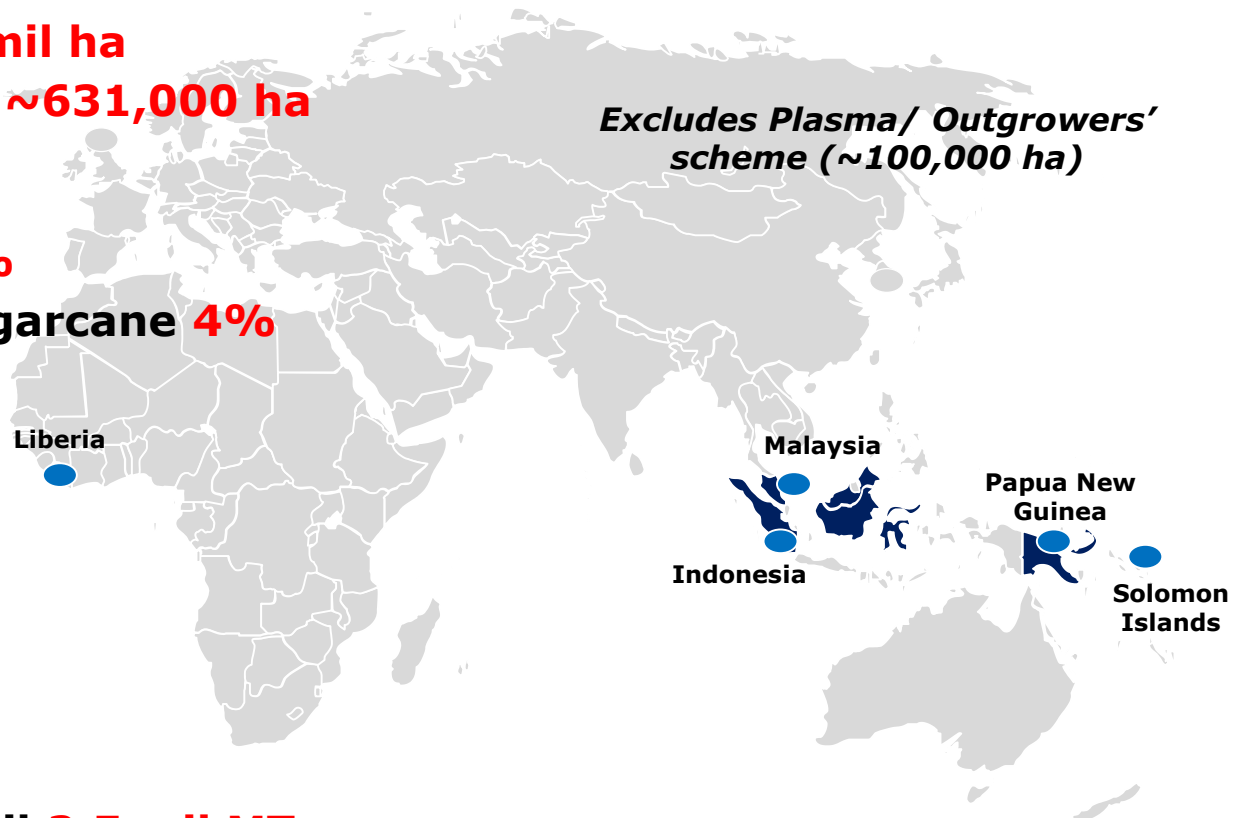 mil ha
~631,000 ha
Excludes Plasma/ Outgrowers’
scheme (~100,000 ha)
%
garcane 4%
Liberia
Malaysia
Papua New
Guinea
Indonesia
Solomon
Islands